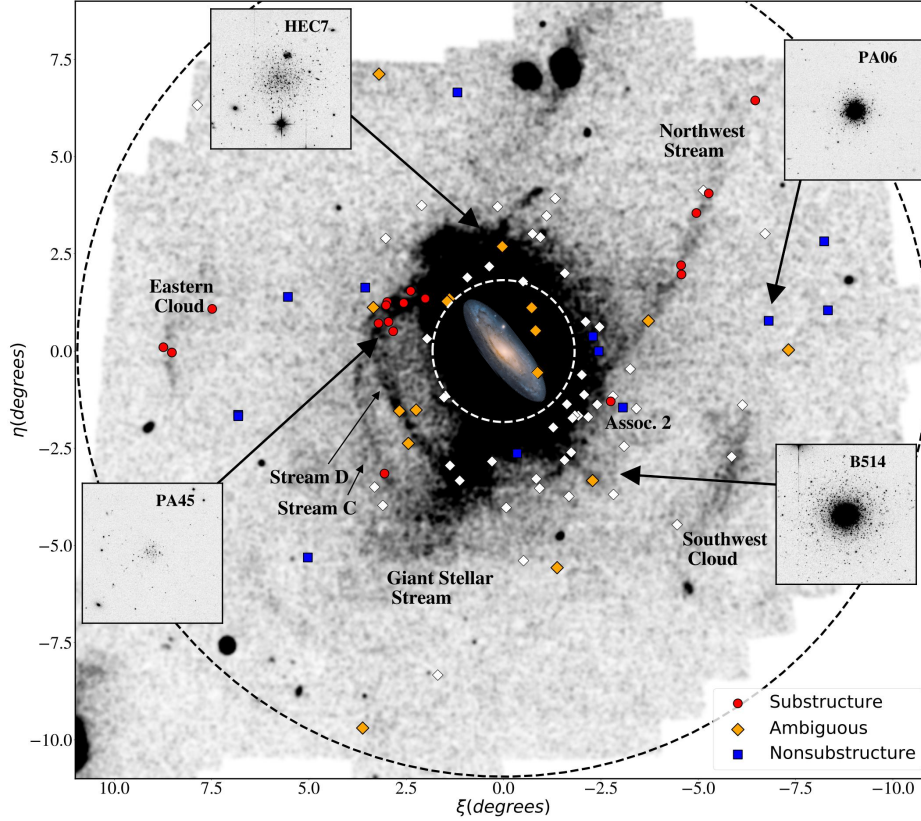 HEC7
PA06
Northwest
Stream
Eastern
Cloud
Assoc. 2
Stream D
Stream C
PA45
B514
Southwest
Cloud
Giant Stellar
Stream
Substructure
Ambiguous
Nonsubstructure
7.5
5.0
2.5
0.0
−2.5
−5.0
−7.5
−10.0
η(degrees)
10.0 7.5 5.0 2.5 0.0 −2.5 −5.0 −7.5 −10.0
ξ(degrees)